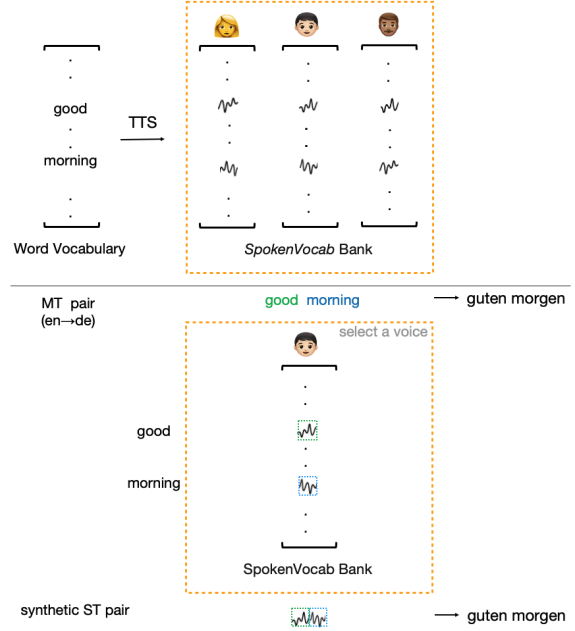 good
TTS
morning
Word Vocabulary
SpokenVocab Bank
MT pair
(en→de)
good morning
guten morgen
select a voice
good
morning
SpokenVocab Bank
synthetic ST pair
guten morgen